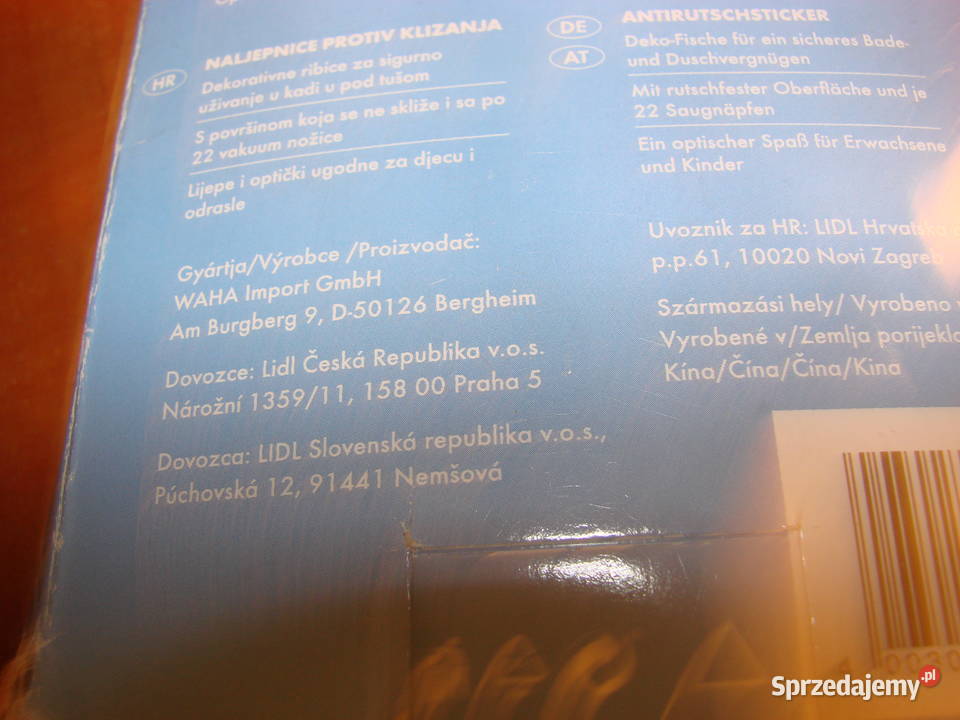 HR
NALJEPNICE PROTIV KLIZANJA
Dekorativne ribice za sigurno
uživanje u kadi u pod tušom
S površinom koja se ne skliže i sa po
22 vakuum nožice
Lijepe i optički ugodne za djecu i
odrasle
DE
AT
ANTIRUTSCHSTICKER
Deko-Fische für ein sicheres Bade-
und Duschvergnügen
Mit rutschfester Oberfläche und je
22 Saugnäpfen
Ein optischer Spaß für Erwachsene
und Kinder
Gyártja/Výrobce /Proizvodač:
WAHA Import GmbH
Am Burgberg 9, D-50126 Bergheim
Dovozce: Lidl Česká Republika v.o.s.
Nárožní 1359/11, 158 00 Praha 5
Dovozca: LIDL Slovenská republika v.o.s.,
Púchovská 12, 91441 Nemšová
Uvoznik za HR: LIDL Hrvatska
p.p.61, 10020 Novi Zagreb
Származási hely/ Vyrobeno v
Vyrobené v/Zemlja porijekla
Kína/Čína/Čína/Kina
Sprzedajemy.pl